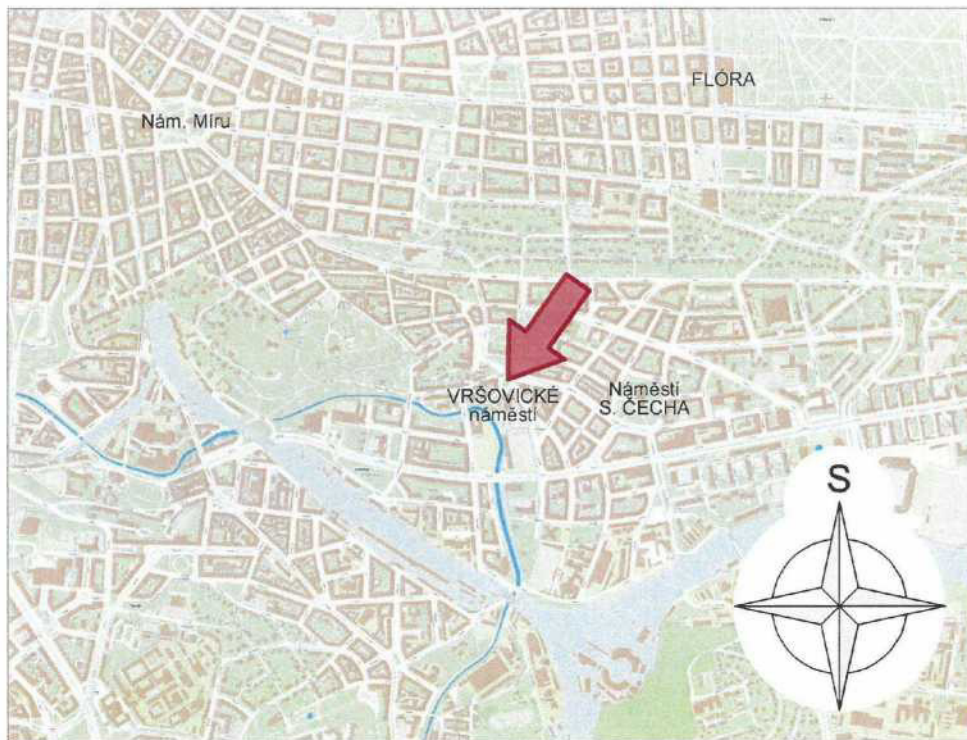 FLÓRA
Nám. Míru
VRŠOVICKÉ
náměstí
Náměstí
S. ČECHA
S